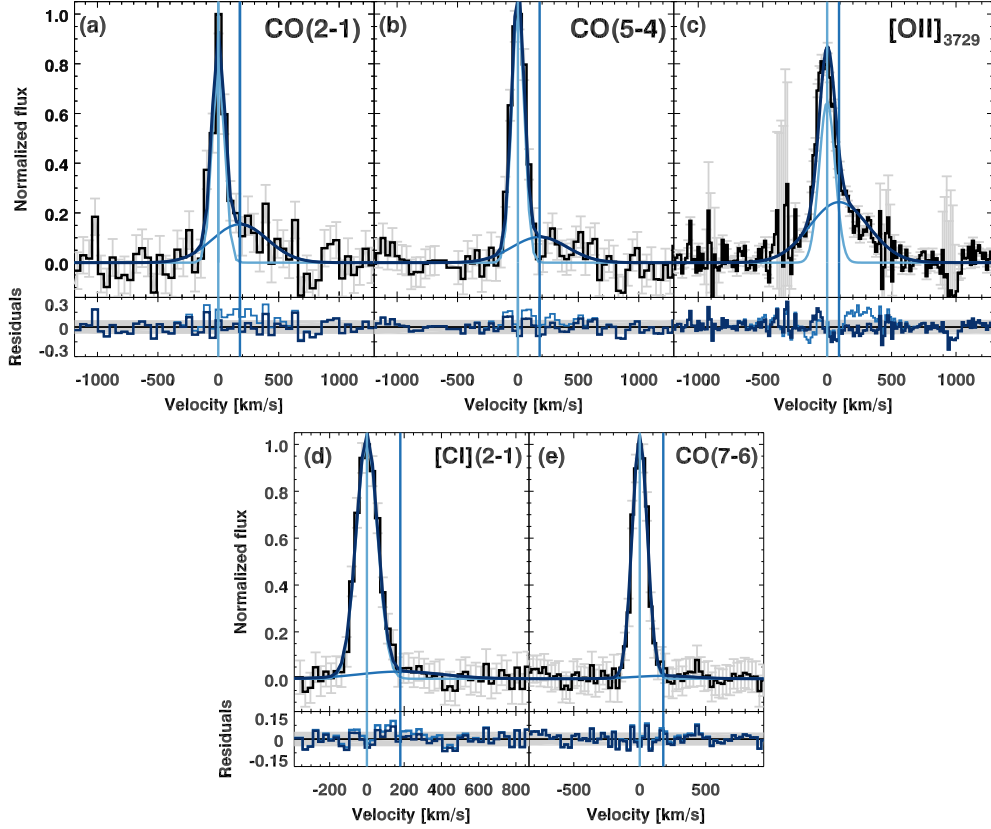 (a) CO(2-1)
(b) CO(5-4)
(c) [OII]3729
Normalized flux
1.0
0.8
0.6
0.4
0.2
0.0
Residuals
0.3
0
-0.3
-1000 -500 0 500 1000
-1000 -500 0 500 1000
-1000 -500 0 500 1000
Velocity [km/s]
Velocity [km/s]
Velocity [km/s]
(d) [CI](2-1)
(e) CO(7-6)
Normalized flux
1.0
0.8
0.6
0.4
0.2
0.0
Residuals
0.15
0
-0.15
-200 0 200 400 600 800
-500 0 500
Velocity [km/s]
Velocity [km/s]